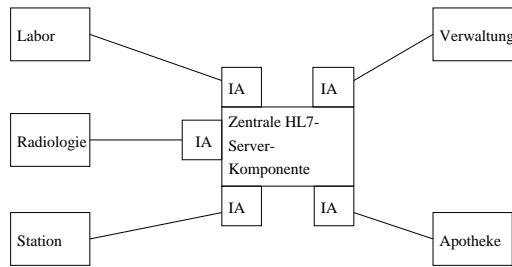 Labor
Verwaltung
IA
IA
Zentrale HL7-
Server-
Komponente
Radiologie
IA
IA
IA
Station
Apotheke